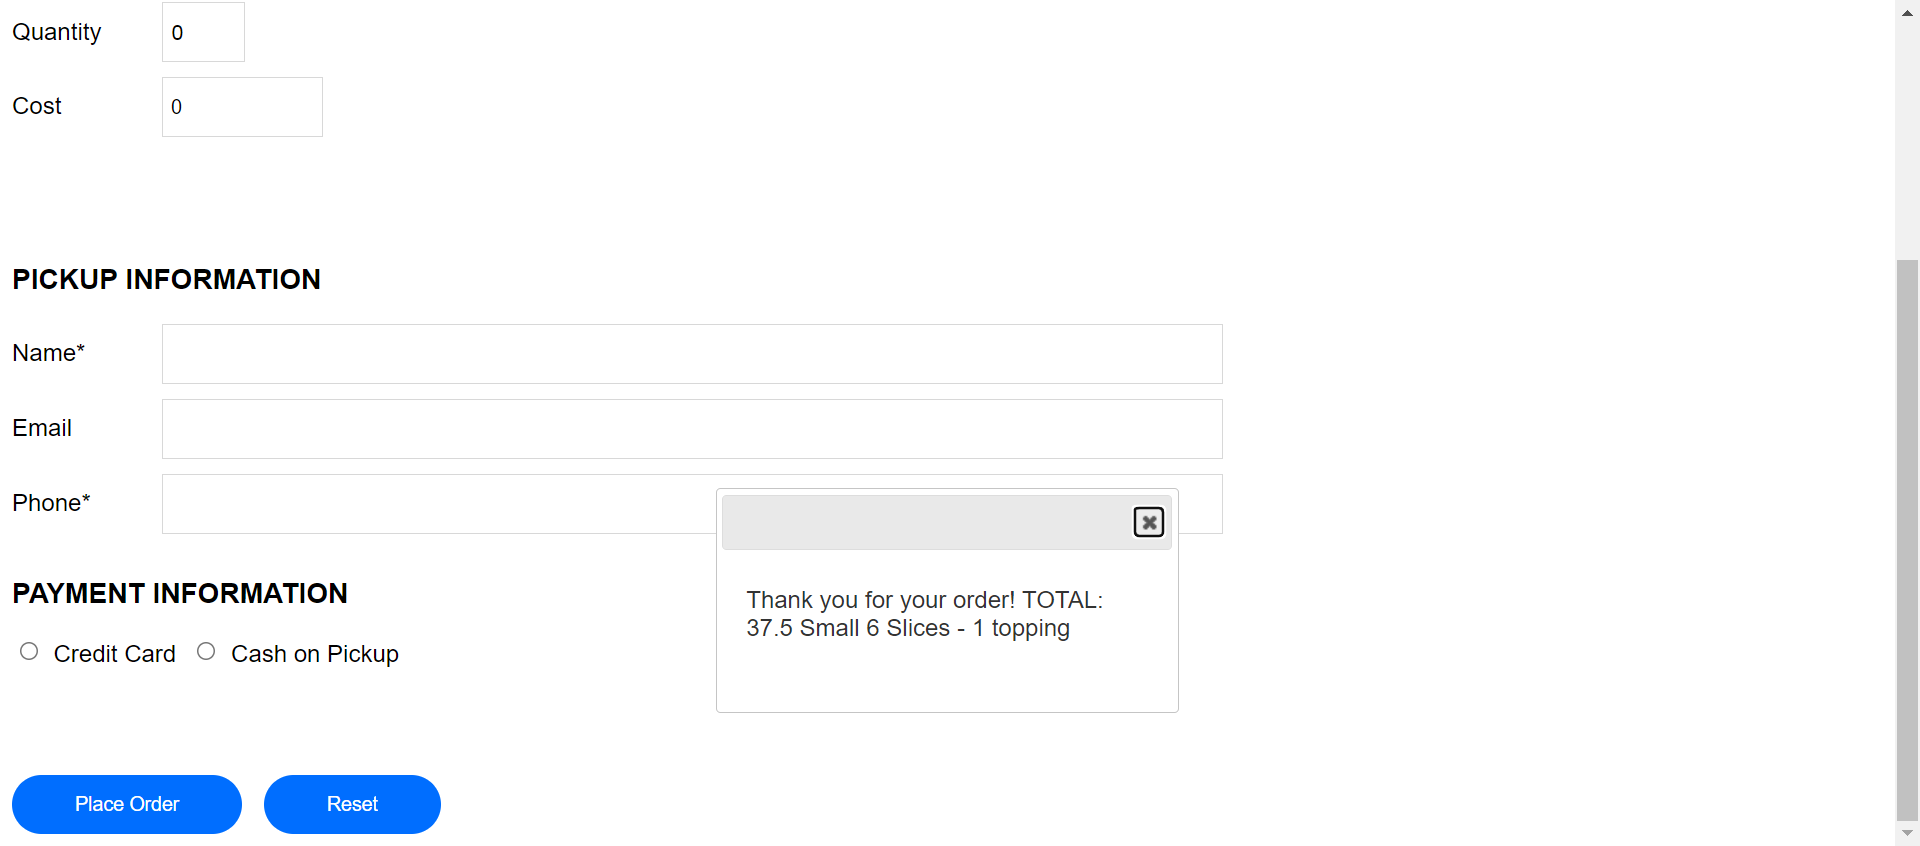 Quantity 0
Cost 0
PICKUP INFORMATION
Name*
Email
Phone*
Thank you for your order! TOTAL:
37.5 Small 6 Slices - 1 topping
PAYMENT INFORMATION
Credit Card Cash on Pickup
Place Order Reset